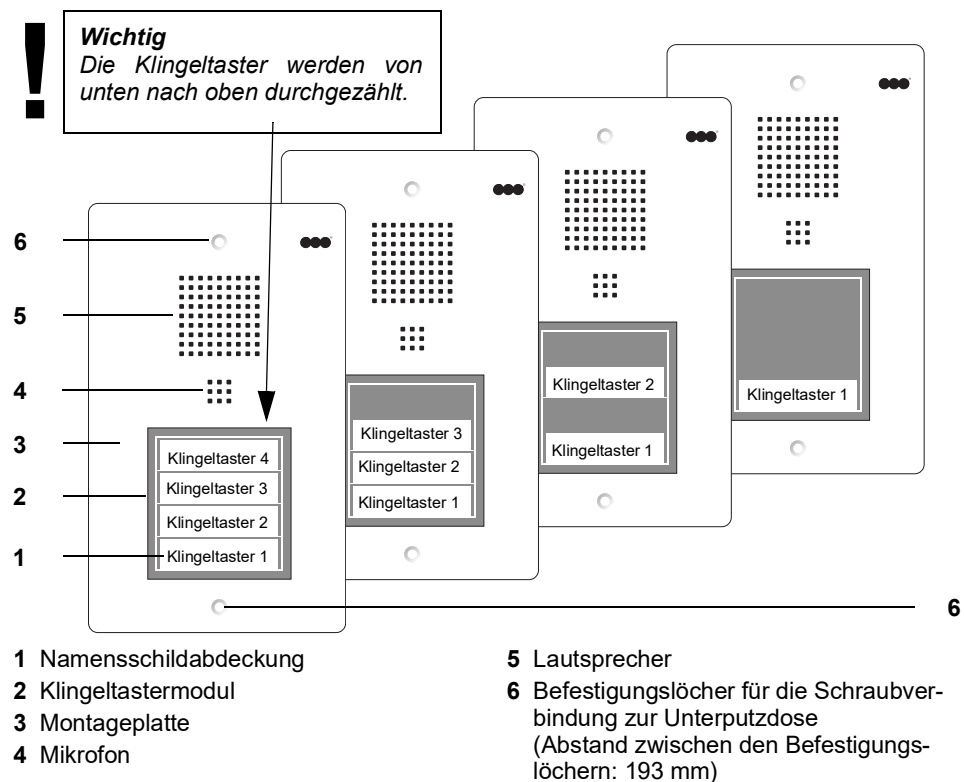 !
Wichtig
Die Klingeltaster werden von
unten nach oben durchgezählt.
6
5
4
3
2
1
Klingeltaster 4
Klingeltaster 3
Klingeltaster 2
Klingeltaster 1
Klingeltaster 3
Klingeltaster 2
Klingeltaster 1
Klingeltaster 2
Klingeltaster 1
Klingeltaster 1
6
1 Namensschildabdeckung
2 Klingeltastermodul
3 Montageplatte
4 Mikrofon
5 Lautsprecher
6 Befestigungslöcher für die Schraubver-
bindung zur Unterputzdose
(Abstand zwischen den Befestigungs-
löchern: 193 mm)